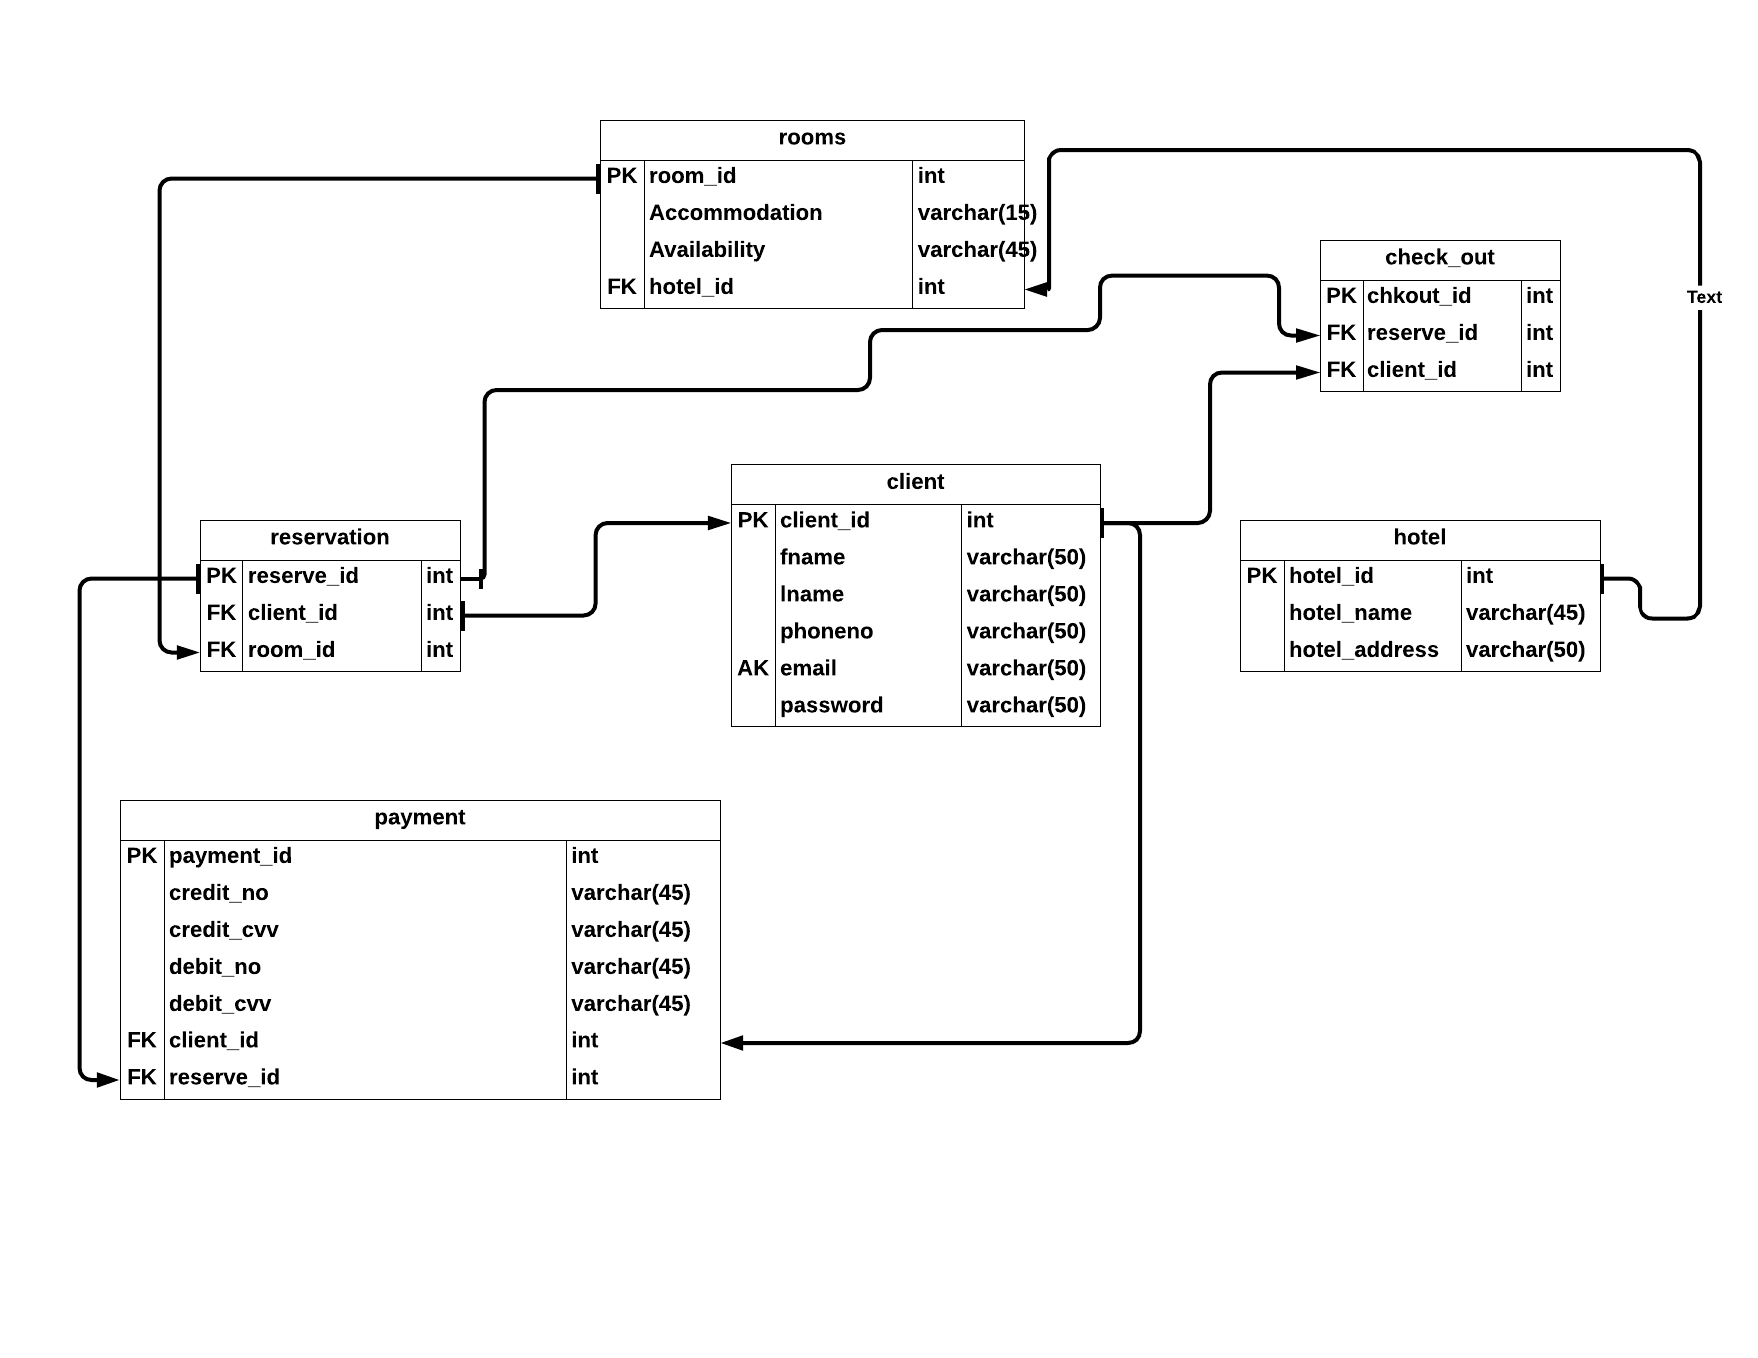 rooms
PK room_id int
Accommodation varchar(15)
Availability varchar(45)
FK hotel_id int
check_out
PK chkout_id int
FK reserve_id int
FK client_id int
Text
client
PK client_id int
fname varchar(50)
lname varchar(50)
phoneno varchar(50)
AK email varchar(50)
password varchar(50)
reservation
PK reserve_id int
FK client_id int
FK room_id int
hotel
PK hotel_id int
hotel_name varchar(45)
hotel_address varchar(50)
payment
PK payment_id int
credit_no varchar(45)
credit_cvv varchar(45)
debit_no varchar(45)
debit_cvv varchar(45)
FK client_id int
FK reserve_id int